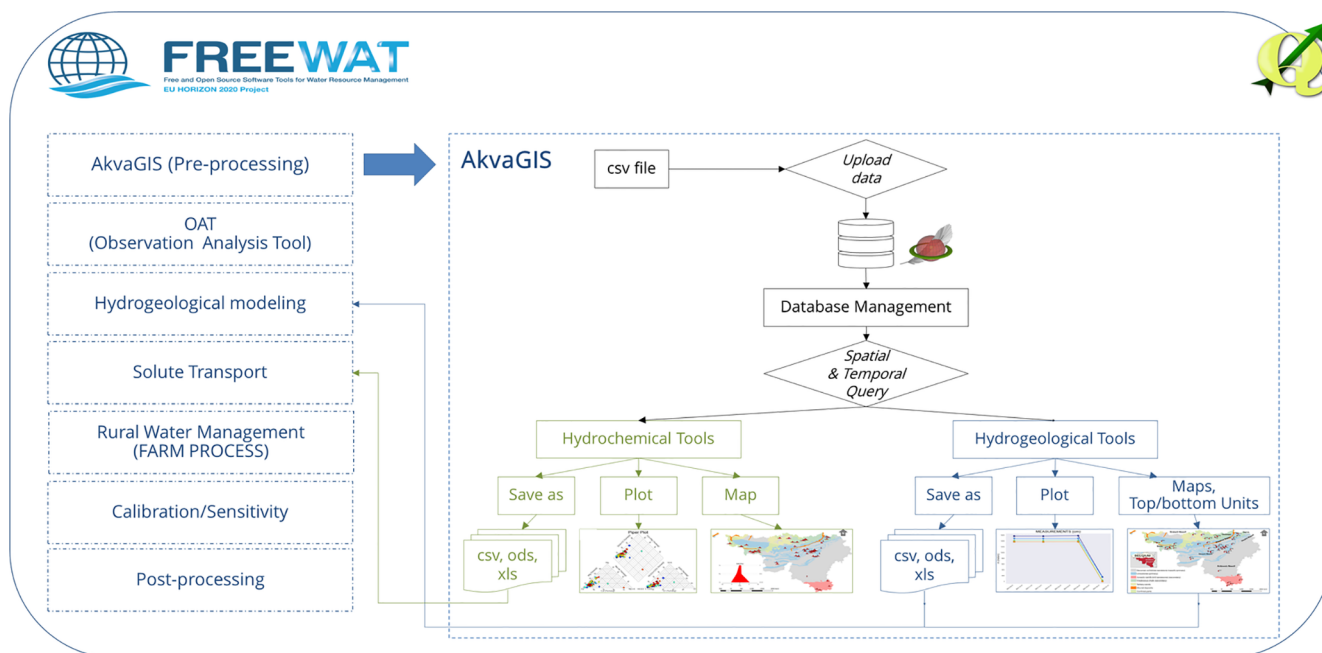 FREEWAT
Free and Open Source Software Tools for Water Resource Management
EU HORIZON 2020 Project
AkvaGIS (Pre-processing)
OAT
(Observation Analysis Tool)
Hydrogeological modeling
Solute Transport
Rural Water Management
(FARM PROCESS)
Calibration/Sensitivity
Post-processing
AkvaGIS
csv file
Upload
data
Database Management
Spatial
& Temporal
Query
Hydrochemical Tools
Save as
Plot
Map
csv, ods,
xls
Piper Plot
Hydrogeological Tools
Save as
Plot
Maps,
Top/bottom Units
csv, ods,
xls